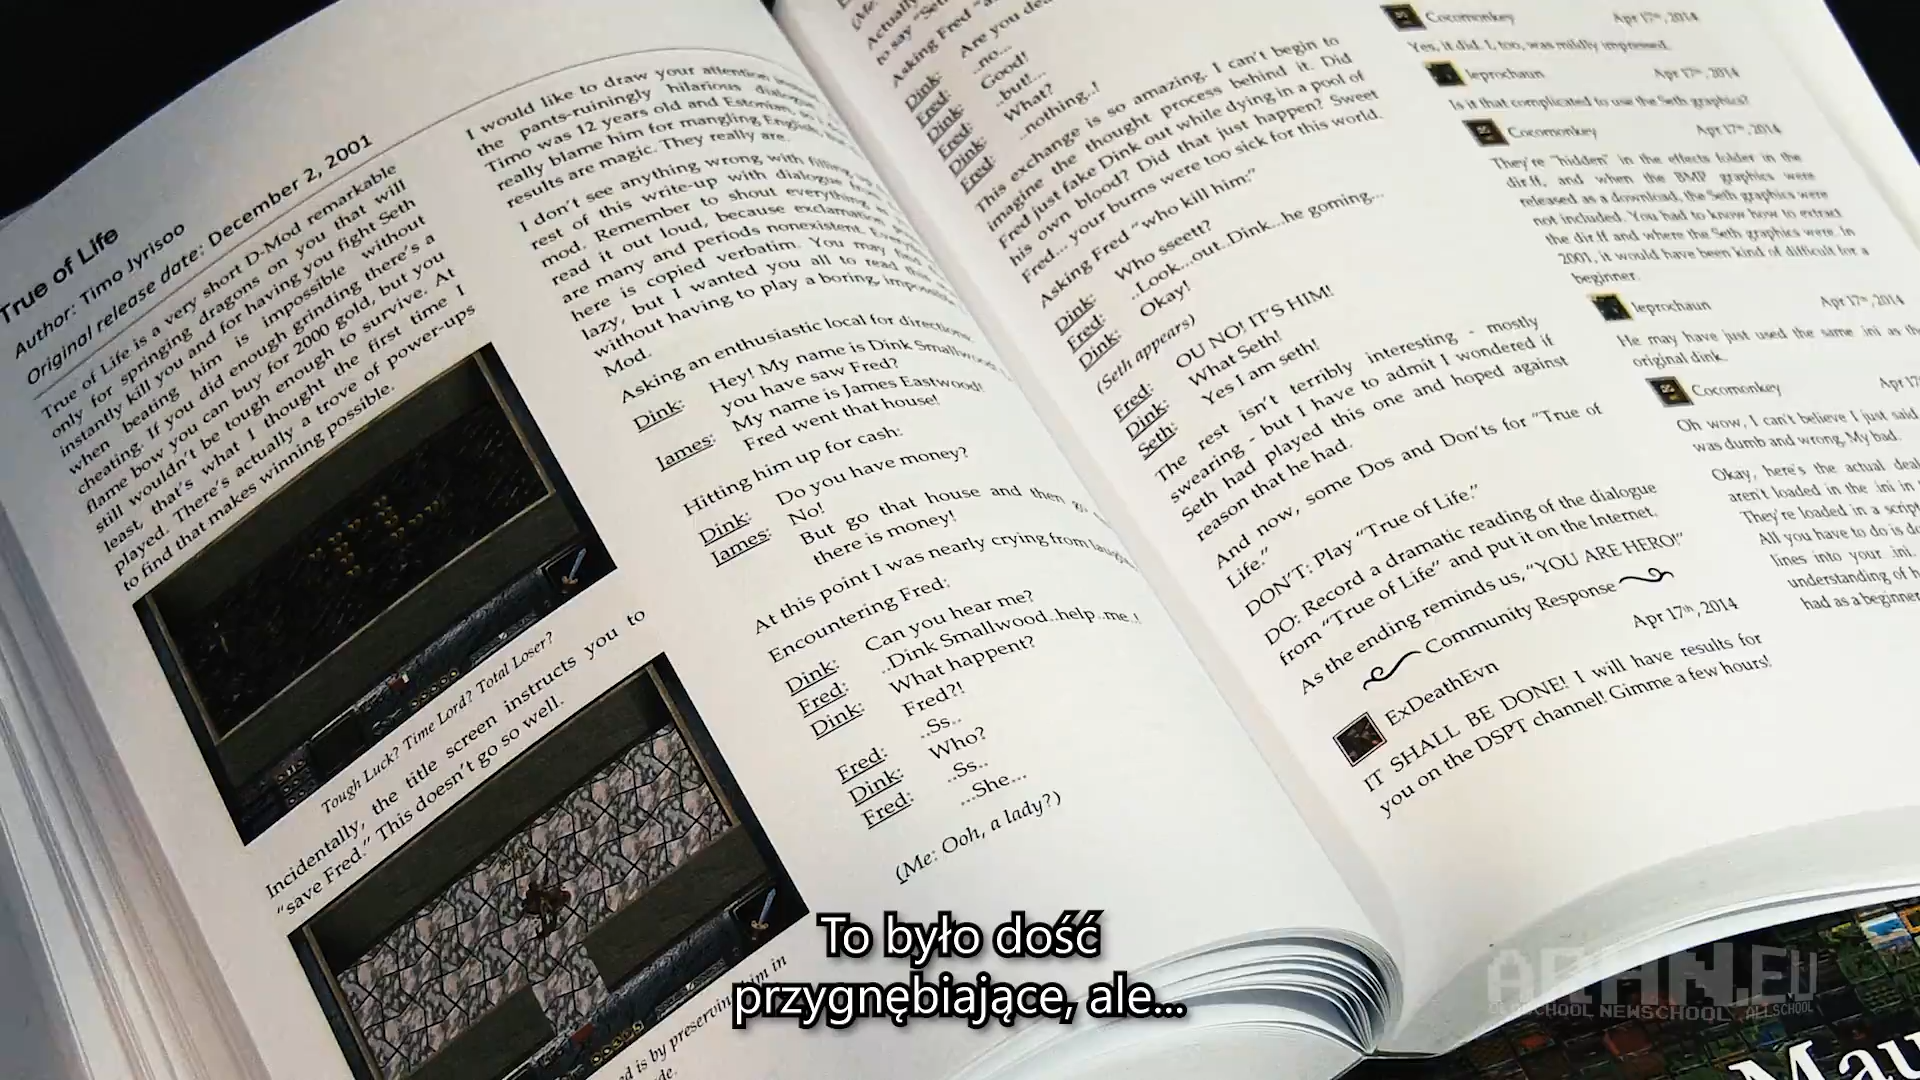 True of Life
Author: Timo Jyrisoo
Original release date: December 2, 2001
True of Life is a very short D-Mod remarkable
only for springing dragons on you that will
instantly kill you and for having you fight Seth
when beating him is impossible without
cheating. If you did enough grinding there's a
flame bow you can buy for 2000 gold, but you
still wouldn't be tough enough to survive. At
least, that's what I thought the first time I
played. There's actually a trove of power-ups
to find that makes winning possible.
Tough Luck? Time Lord? Total Loser?
Incidentally, the title screen instructs you to
"save Fred." This doesn't go so well.
is by preserving him in
I would like to draw your attention
the pants-ruiningly hilarious dialogue
Timo was 12 years old and Estonian, so I
really blame him for mangling English,
results are magic. They really are.
I don't see anything wrong with filling
rest of this write-up with dialogue from
mod. Remember to shout everything as
read it out loud, because exclamation
are many and periods nonexistent. Everything
here is copied verbatim. You may
lazy, but I wanted you all to read this
without having to play a boring, impossible
Mod.
Asking an enthusiastic local for directions:
Dink: Hey! My name is Dink Smallwood
you have saw Fred?
James: My name is James Eastwood!
Fred went that house!
Hitting him up for cash:
Dink: Do you have money?
James: No!
But go that house and then
there is money!
At this point I was nearly crying from
Encountering Fred:
Dink: Can you hear me?
Fred: ..Dink Smallwood..help..me..!
Dink: What happent?
Fred?!
Fred: ..Ss..
Dink: Who?
Fred: ..Ss..
...She...
(Me: Ooh, a lady?)
(Me:
Actually
to say "Seth
Asking Fred
Dink: Are you
Fred: ..no...
Dink: Good!
Fred: ..but!...
Dink: What?
Fred: ..nothing..!
This exchange is so amazing. I can't begin to
imagine the thought process behind it. Did
Fred just fake Dink out while dying in a pool of
his own blood? Did that just happen? Sweet
Fred... your burns were too sick for this world.
Asking Fred "who kill him:"
Dink: Who sseett?
Fred: ..Look...out..Dink...he goming...
Dink: Okay!
(Seth appears)
Fred: OU NO! IT'S HIM!
Dink: What Seth!
Seth: Yes I am seth!
The rest isn't terribly interesting - mostly
swearing - but I have to admit I wondered if
Seth had played this one and hoped against
reason that he had.
And now, some Dos and Don'ts for "True of
Life."
DON'T: Play "True of Life."
DO: Record a dramatic reading of the dialogue
from "True of Life" and put it on the Internet.
As the ending reminds us, "YOU ARE HERO!"
Community Response
Apr 17th, 2014
ExDeathEvn
IT SHALL BE DONE! I will have results for
you on the DSPT channel! Gimme a few hours!
Cocomonkey Apr 17th, 2014
Yes, it did. I, too, was mildly impressed.
leprochaun Apr 17th, 2014
Is it that complicated to use the Seth graphics?
Cocomonkey Apr 17th, 2014
They're "hidden" in the effects folder in the
dir.ff, and when the BMP graphics were
released as a download, the Seth graphics were
not included. You had to know how to extract
the dir.ff and where the Seth graphics were. In
2001, it would have been kind of difficult for a
beginner.
leprochaun Apr 17th, 2014
He may have just used the same .ini as the
original dink.
Cocomonkey Apr 17
Oh wow, I can't believe I just said
was dumb and wrong. My bad.
Okay, here's the actual deal
aren't loaded in the .ini in
They're loaded in a script
All you have to do is
lines into your .ini.
understanding of
had as a beginner
To było dość
przygnębiające, ale...
ARHN.EU
OLDSCHOOL NEWSCHOOL ALLSCHOOL